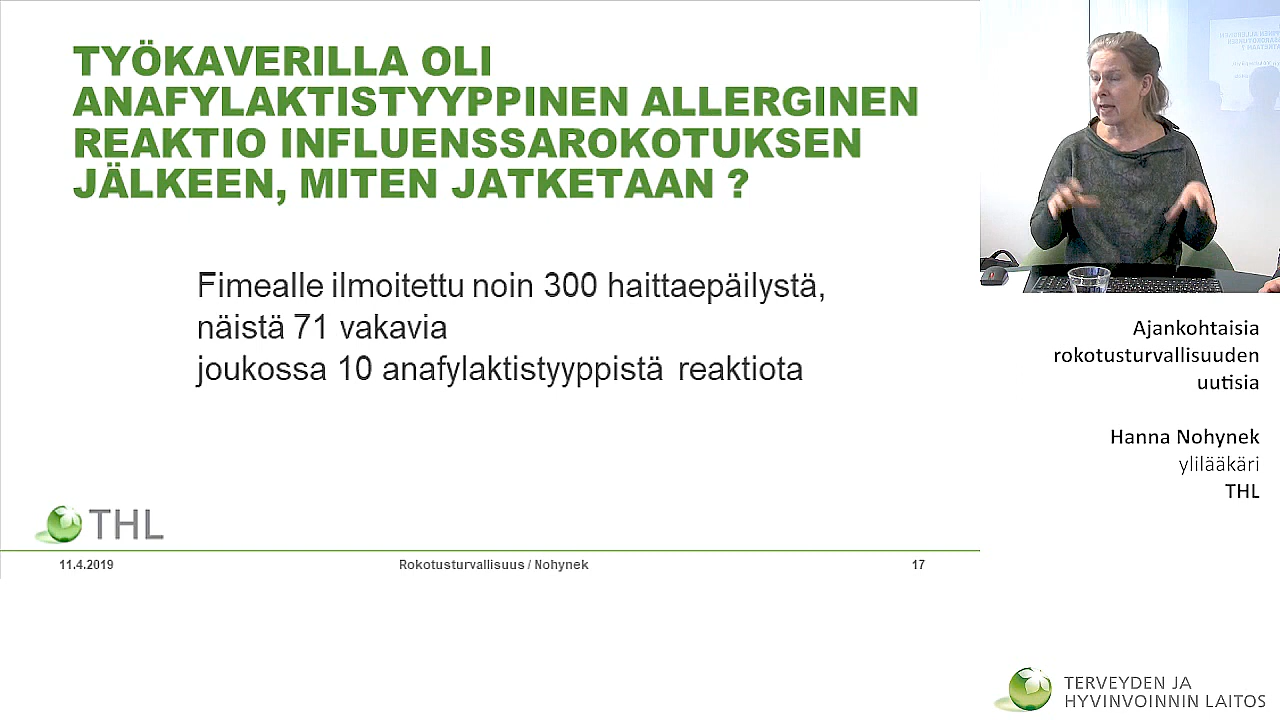 TYÖKAVERILLA OLI
ANAFYLAKTISTYYPPINEN ALLERGINEN
REAKTIO INFLUENSSAROKOTUKSEN
JÄLKEEN, MITEN JATKETAAN ?
Fimealle ilmoitettu noin 300 haittaepäilystä,
näistä 71 vakavia
joukossa 10 anafylaktistyyppistä reaktiota
THL
11.4.2019
Rokotusturvallisuus / Nohynek
17
Ajankohtaisia
rokotusturvallisuuden
uutisia
Hanna Nohynek
ylilääkäri
THL
TERVEYDEN JA
HYVINVOINNIN LAITOS